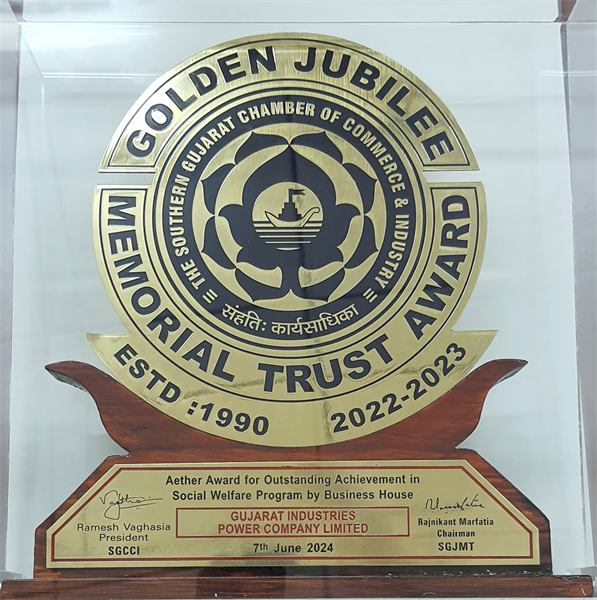 GOLDEN JUBILEE
≡ THE SOUTHERN GUJARAT CHAMBER OF COMMERCE & INDUSTRY ≡
संहतिः कार्यसाधिका
MEMORIAL TRUST AWARD
ESTD :1990 2022-2023
Aether Award for Outstanding Achievement in
Social Welfare Program by Business House
GUJARAT INDUSTRIES
POWER COMPANY LIMITED
7th June 2024
Ramesh Vaghasia
President
SGCCI
Rajnikant Marfatia
Chairman
SGJMT